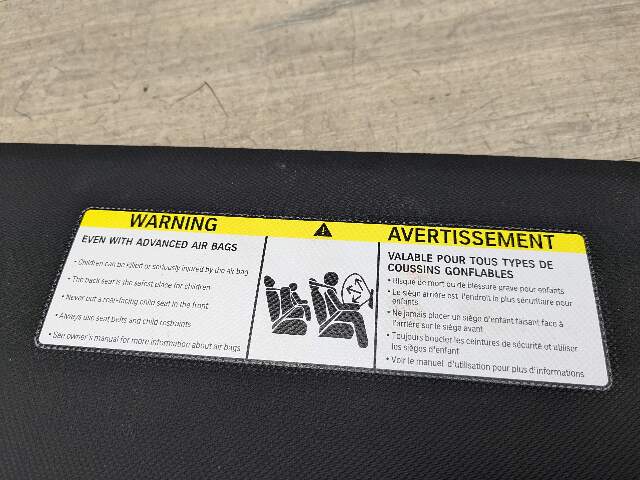 WARNING
EVEN WITH ADVANCED AIR BAGS
• Children can be killed or seriously injured by the air bag
• The back seat is the safest place for children
• Never put a rear-facing child seat in the front
• Always use seat belts and child restraints
• See owner's manual for more information about air bags
AVERTISSEMENT
VALABLE POUR TOUS TYPES DE
COUSSINS GONFLABLES
• Risque de mort ou de blessure grave pour enfants
• Le siège arrière est l'endroit le plus sécuritaire pour
enfants
• Ne jamais placer un siège d'enfant faisant face à
l'arrière sur le siège avant
• Toujours boucler les ceintures de sécurité et utiliser
les sièges d'enfant
• Voir le manuel d'utilisation pour plus d'informations